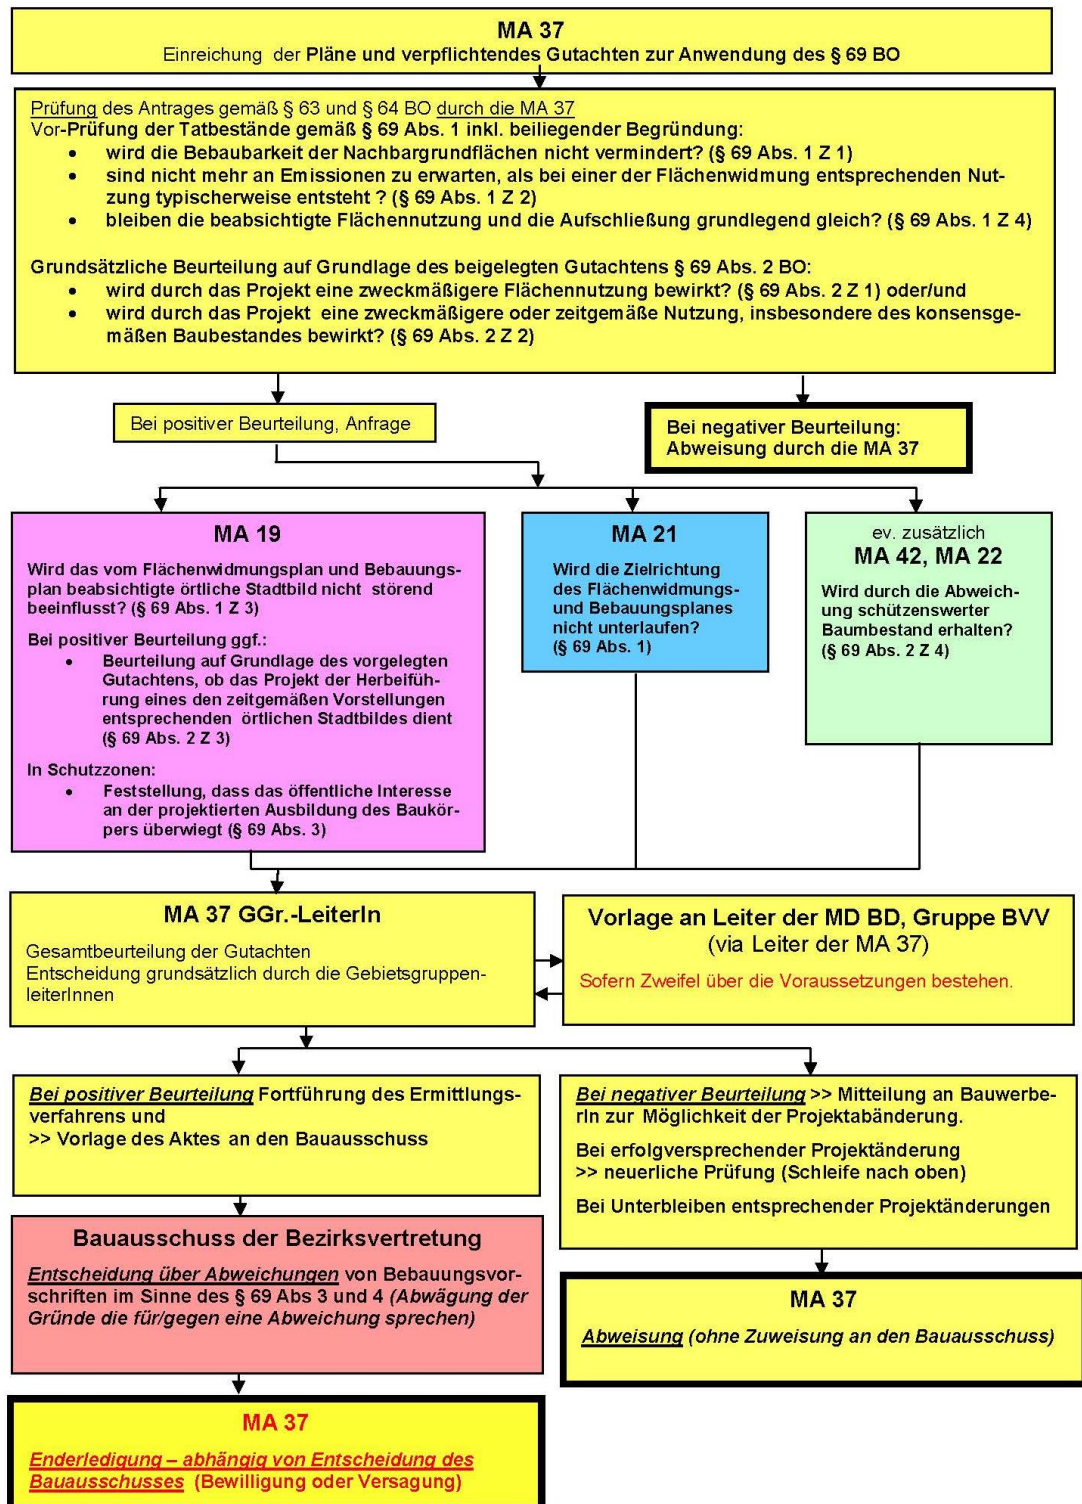 MA 37
Einreichung der Pläne und verpflichtendes Gutachten zur Anwendung des § 69 BO
Prüfung des Antrages gemäß § 63 und § 64 BO durch die MA 37
Vor-Prüfung der Tatbestände gemäß § 69 Abs. 1 inkl. beiliegender Begründung:
• wird die Bebaubarkeit der Nachbargrundflächen nicht vermindert? (§ 69 Abs. 1 Z 1)
• sind nicht mehr an Emissionen zu erwarten, als bei einer der Flächenwidmung entsprechenden Nut-
zung typischerweise entsteht ? (§ 69 Abs. 1 Z 2)
• bleiben die beabsichtigte Flächennutzung und die Aufschließung grundlegend gleich? (§ 69 Abs. 1 Z 4)
Grundsätzliche Beurteilung auf Grundlage des beigelegten Gutachtens § 69 Abs. 2 BO:
• wird durch das Projekt eine zweckmäßigere Flächennutzung bewirkt? (§ 69 Abs. 2 Z 1) oder/und
• wird durch das Projekt eine zweckmäßigere oder zeitgemäße Nutzung, insbesondere des konsensge-
mäßen Baubestandes bewirkt? (§ 69 Abs. 2 Z 2)
Bei positiver Beurteilung, Anfrage
Bei negativer Beurteilung:
Abweisung durch die MA 37
MA 19
Wird das vom Flächenwidmungsplan und Bebauungs-
plan beabsichtigte örtliche Stadtbild nicht störend
beeinflusst? (§ 69 Abs. 1 Z 3)
Bei positiver Beurteilung ggf.:
• Beurteilung auf Grundlage des vorgelegten
Gutachtens, ob das Projekt der Herbeifüh-
rung eines den zeitgemäßen Vorstellungen
entsprechenden örtlichen Stadtbildes dient
(§ 69 Abs. 2 Z 3)
In Schutzzonen:
• Feststellung, dass das öffentliche Interesse
an der projektierten Ausbildung des Baukör-
pers überwiegt (§ 69 Abs. 3)
MA 21
Wird die Zielrichtung
des Flächenwidmungs-
und Bebauungsplanes
nicht unterlaufen?
(§ 69 Abs. 1)
ev. zusätzlich
MA 42, MA 22
Wird durch die Abweich-
ung schützenswerter
Baumbestand erhalten?
(§ 69 Abs. 2 Z 4)
MA 37 GGr.-LeiterIn
Gesamtbeurteilung der Gutachten
Entscheidung grundsätzlich durch die Gebietsgruppen-
leiterInnen
Vorlage an Leiter der MD BD, Gruppe BVV
(via Leiter der MA 37)
Sofern Zweifel über die Voraussetzungen bestehen.
Bei positiver Beurteilung Fortführung des Ermittlungs-
verfahrens und
>> Vorlage des Aktes an den Bauausschuss
Bei negativer Beurteilung >> Mitteilung an Bauwerbe-
rIn zur Möglichkeit der Projektabänderung.
Bei erfolgversprechender Projektänderung
>> neuerliche Prüfung (Schleife nach oben)
Bei Unterbleiben entsprechender Projektänderungen
Bauausschuss der Bezirksvertretung
Entscheidung über Abweichungen von Bebauungsvor-
schriften im Sinne des § 69 Abs 3 und 4 (Abwägung der
Gründe die für/gegen eine Abweichung sprechen)
MA 37
Abweisung (ohne Zuweisung an den Bauausschuss)
MA 37
Enderledigung – abhängig von Entscheidung des
Bauausschusses (Bewilligung oder Versagung)